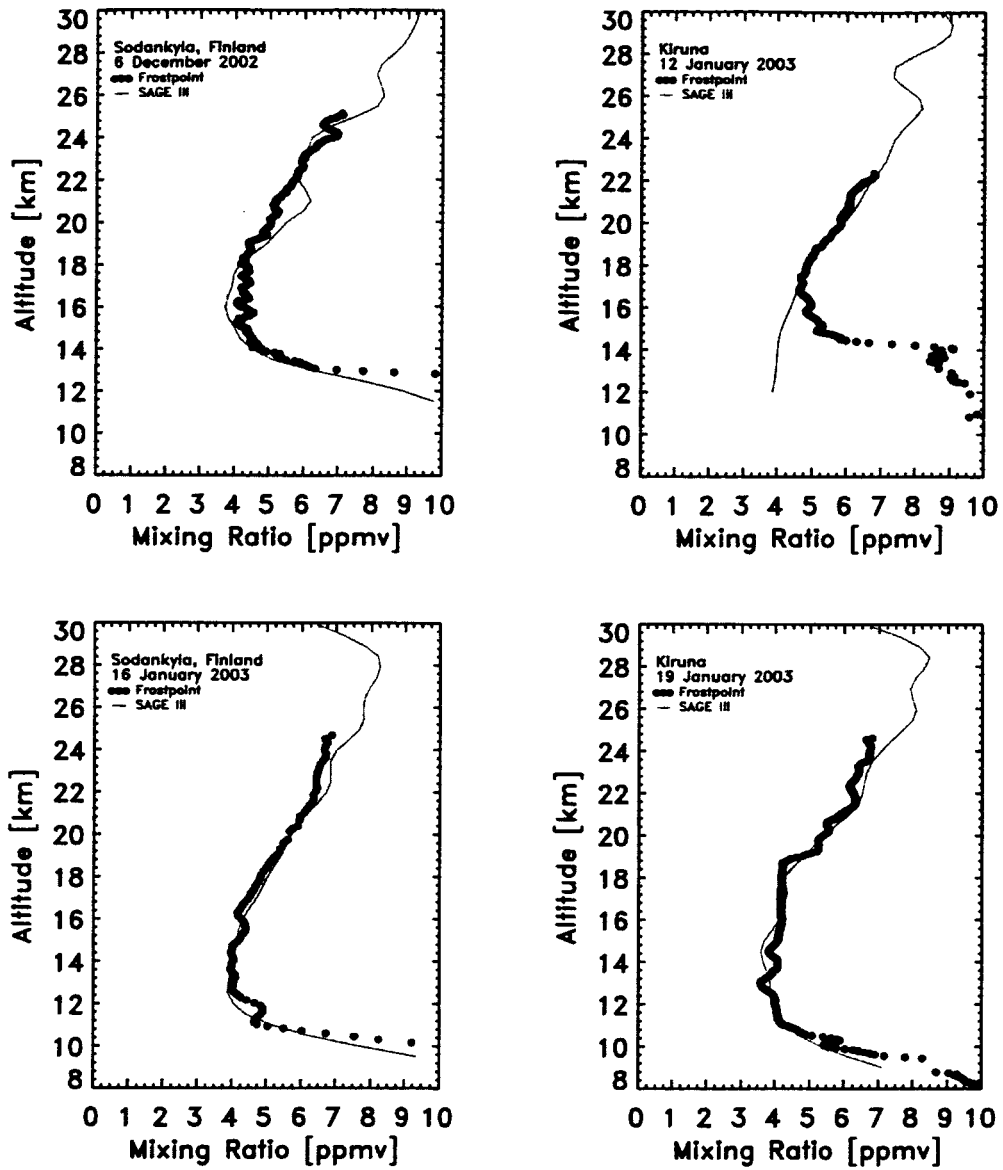 30
28
26
24
22
20
18
16
14
12
10
8
Altitude [km]
Sodankyla, Finland
6 December 2002
Frostpoint
SAGE III
0 1 2 3 4 5 6 7 8 9 10
Mixing Ratio [ppmv]
30
28
26
24
22
20
18
16
14
12
10
8
Altitude [km]
Kiruna
12 January 2003
Frostpoint
SAGE III
0 1 2 3 4 5 6 7 8 9 10
Mixing Ratio [ppmv]
30
28
26
24
22
20
18
16
14
12
10
8
Altitude [km]
Sodankyla, Finland
16 January 2003
Frostpoint
SAGE III
0 1 2 3 4 5 6 7 8 9 10
Mixing Ratio [ppmv]
30
28
26
24
22
20
18
16
14
12
10
8
Altitude [km]
Kiruna
19 January 2003
Frostpoint
SAGE III
0 1 2 3 4 5 6 7 8 9 10
Mixing Ratio [ppmv]